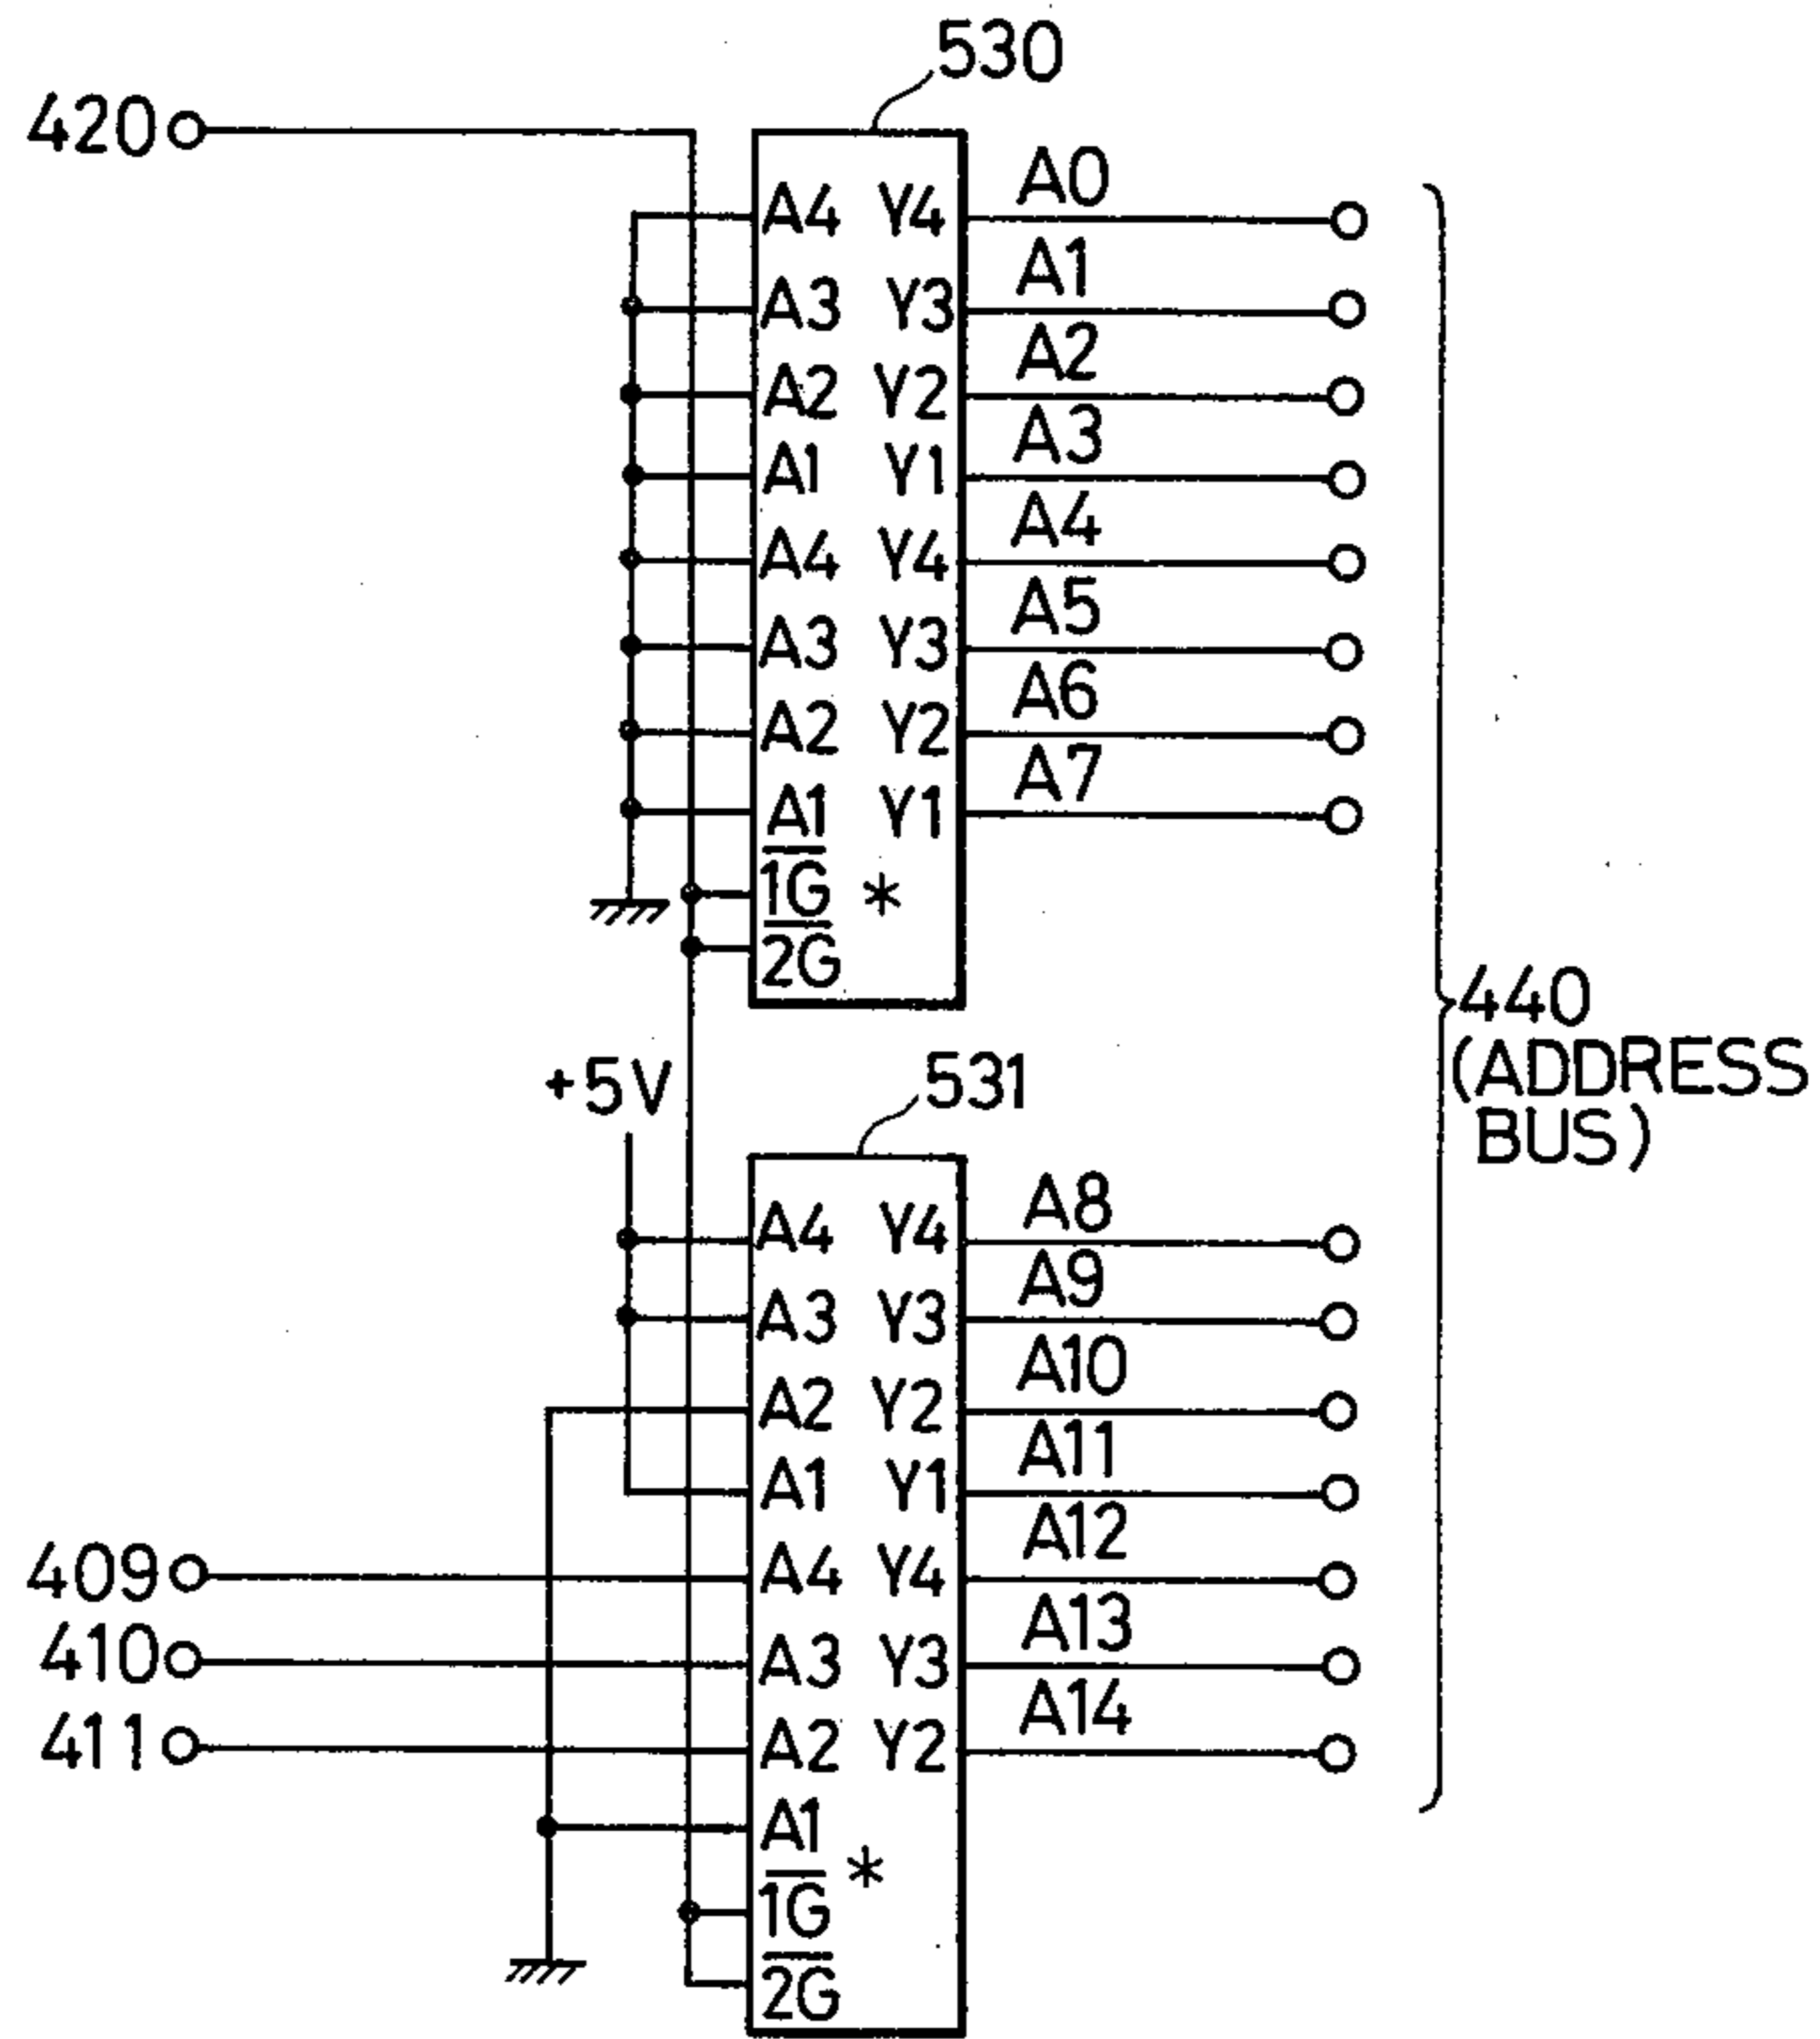 530
420
A0
A4 Y4
A1
A3 Y3
A2
A2 Y2
A3
A1 Y1
A4
A4 Y4
A5
A3 Y3
A6
A2 Y2
A7
A1 Y1
1G *
2G
440
(ADDRESS
BUS)
+5V
531
A8
A4 Y4
A9
A3 Y3
A10
A2 Y2
A11
A1 Y1
A12
409
A4 Y4
A13
410
A3 Y3
A14
411
A2 Y2
A1
*
1G
2G